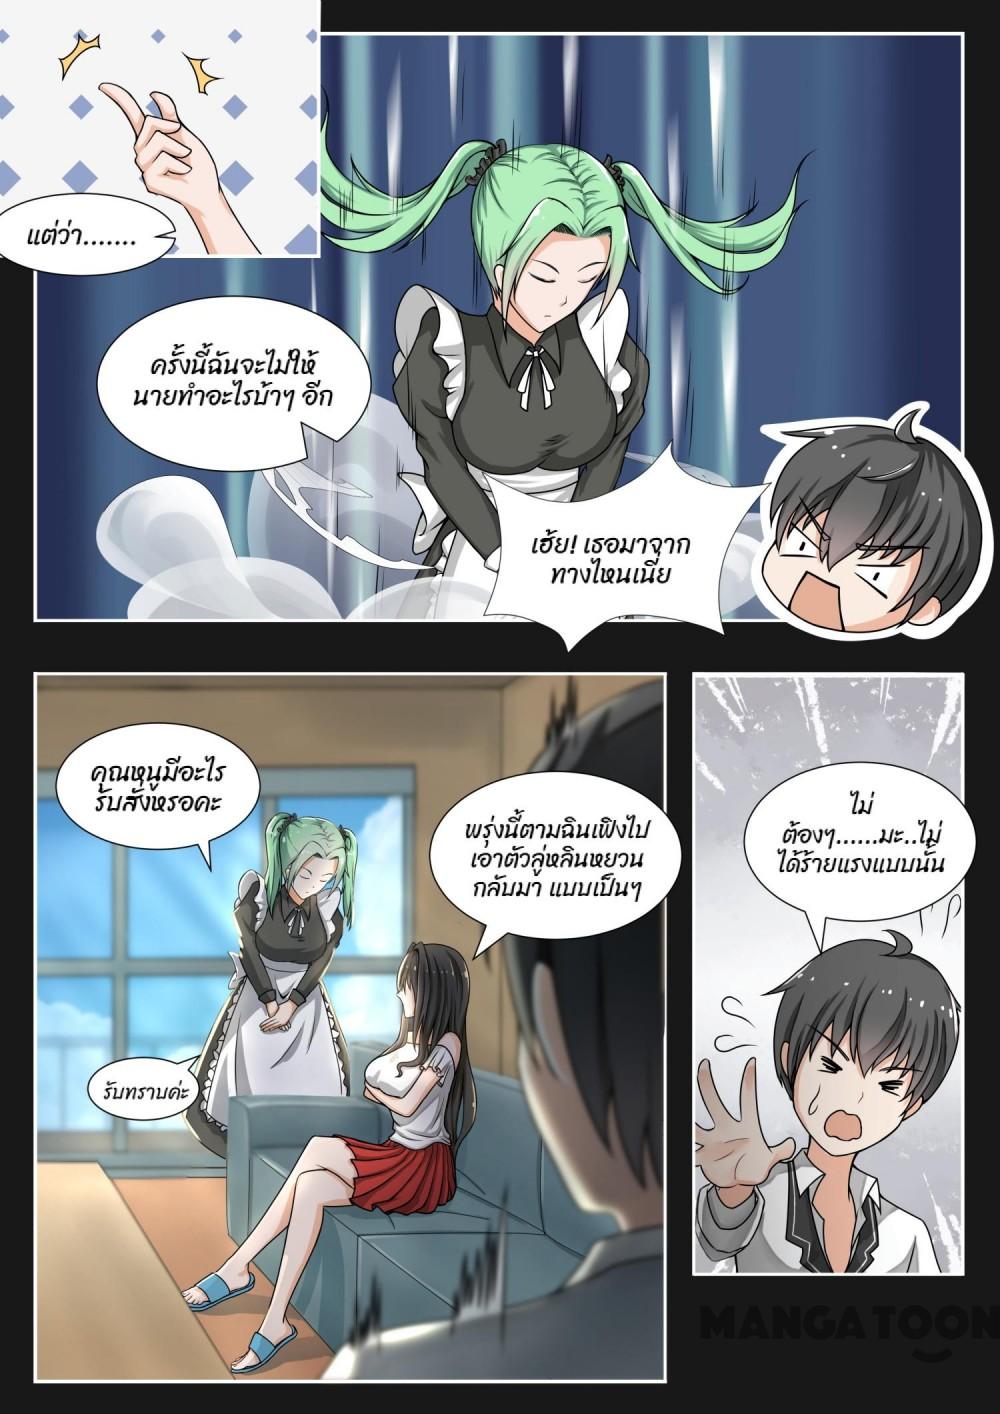 แต่ว่า.......
ครั้งนี้ฉันจะไม่ให้
นายทำอะไรบ้าๆ อีก
เฮ้ย! เธอมาจาก
ทางไหนเนี่ย
คุณหนูมีอะไร
รับสั่งหรอคะ
พรุ่งนี้ตามฉินเฟิงไป
เอาตัวลู่หลินหยวน
กลับมา แบบเป็นๆ
รับทราบค่ะ
ไม่
ต้องๆ......มะ..ไม่
ได้ร้ายแรงแบบนั้น
MANGATOON